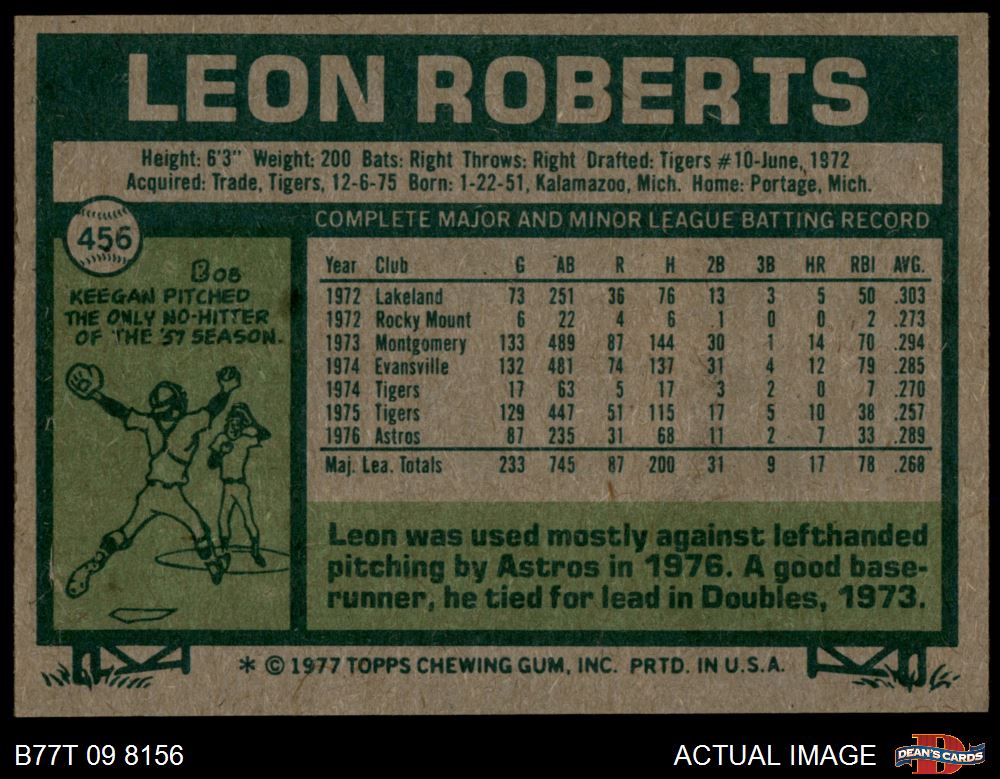 LEON ROBERTS
Height: 6'3" Weight: 200 Bats: Right Throws: Right Drafted: Tigers #10-June, 1972
Acquired: Trade, Tigers, 12-6-75 Born: 1-22-51, Kalamazoo, Mich. Home: Portage, Mich.
456
COMPLETE MAJOR AND MINOR LEAGUE BATTING RECORD
BOB
KEEGAN PITCHED
THE ONLY NO-HITTER
OF THE '57 SEASON.
Year Club G AB R H 2B 3B HR RBI AVG.
1972 Lakeland 73 251 36 76 13 3 5 50 .303
1972 Rocky Mount 6 22 4 6 1 0 0 2 .273
1973 Montgomery 133 489 87 144 30 1 14 70 .294
1974 Evansville 132 481 74 137 31 4 12 79 .285
1974 Tigers 17 63 5 17 3 2 0 7 .270
1975 Tigers 129 447 51 115 17 5 10 38 .257
1976 Astros 87 235 31 68 11 2 7 33 .289
Maj. Lea. Totals 233 745 87 200 31 9 17 78 .268
Leon was used mostly against lefthanded
pitching by Astros in 1976. A good base-
runner, he tied for lead in Doubles, 1973.
* © 1977 TOPPS CHEWING GUM, INC. PRTD. IN U.S.A.
B77T 09 8156
ACTUAL IMAGE
D
DEAN'S CARDS